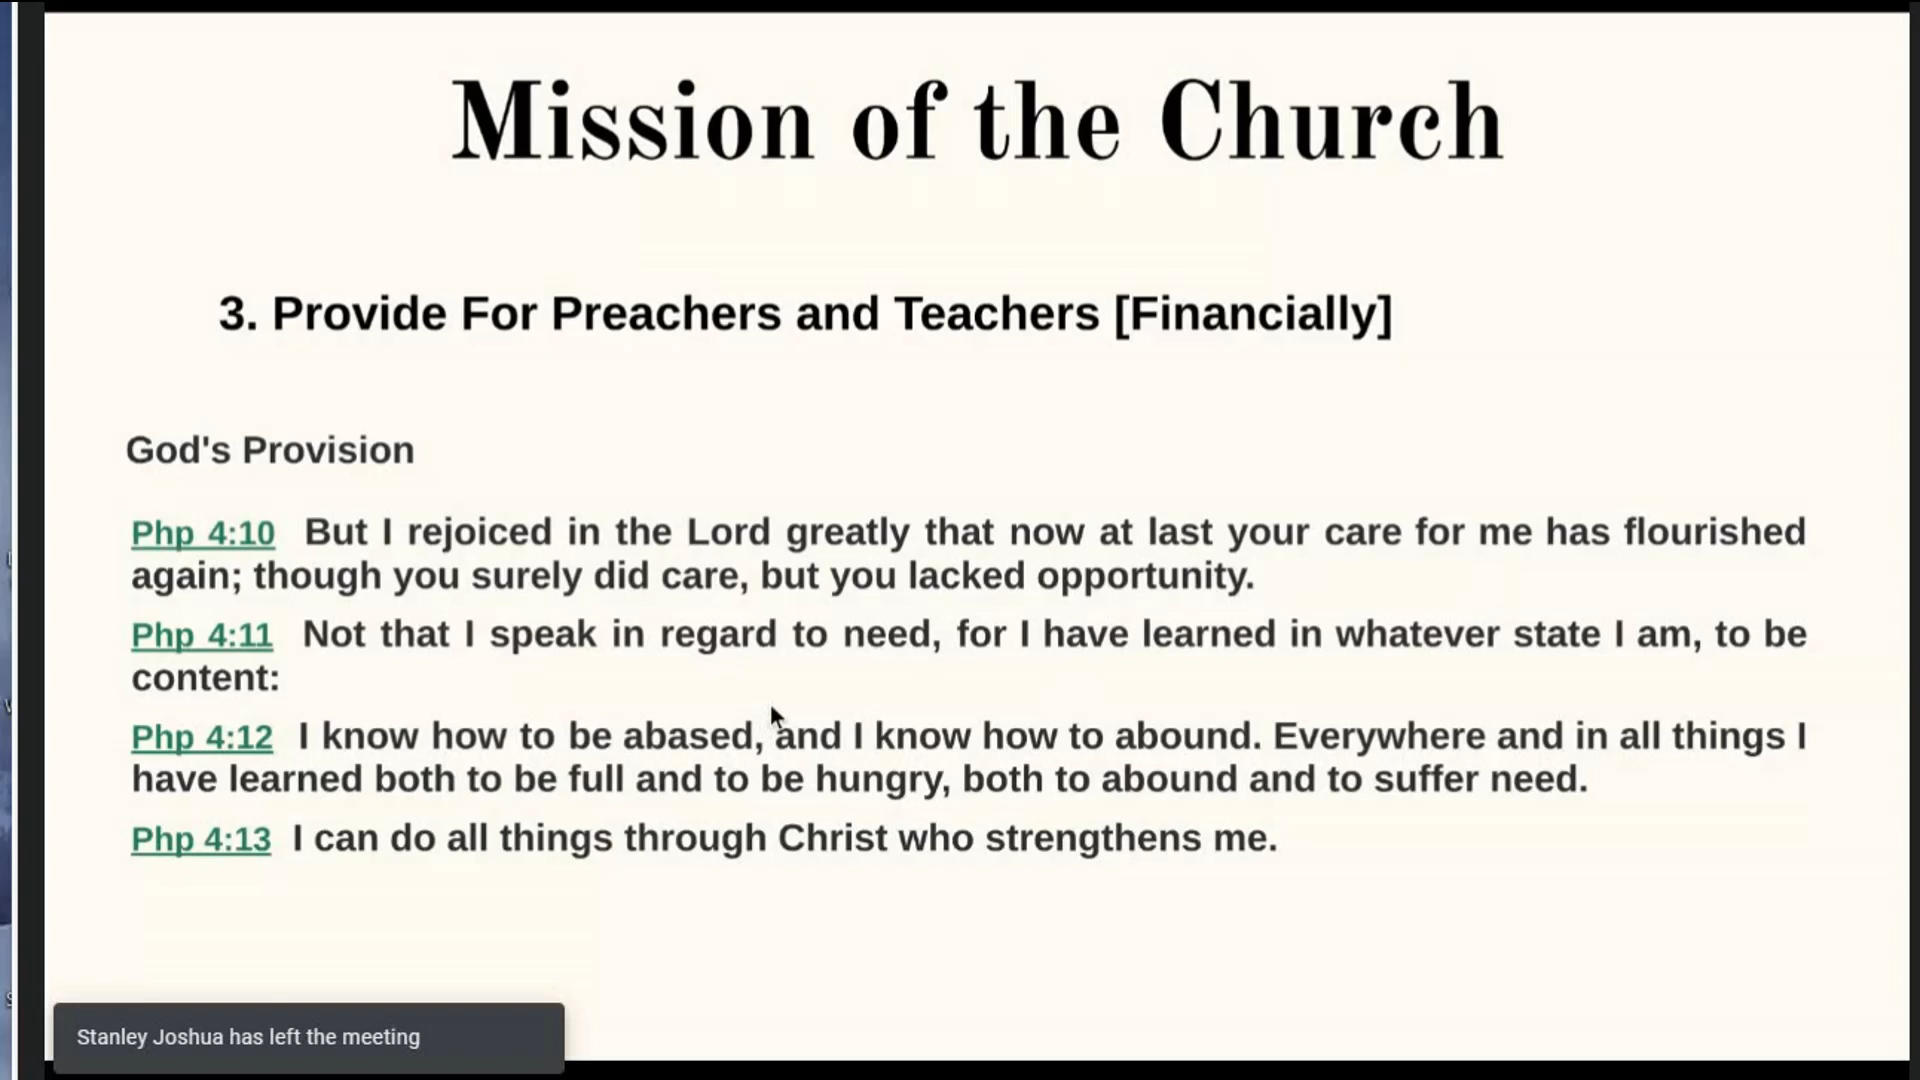 Mission of the Church
3. Provide For Preachers and Teachers [Financially]
God's Provision
Php 4:10 But I rejoiced in the Lord greatly that now at last your care for me has flourished
again; though you surely did care, but you lacked opportunity.
Php 4:11 Not that I speak in regard to need, for I have learned in whatever state I am, to be
content:
Php 4:12 I know how to be abased, and I know how to abound. Everywhere and in all things I
have learned both to be full and to be hungry, both to abound and to suffer need.
Php 4:13 I can do all things through Christ who strengthens me.
Stanley Joshua has left the meeting